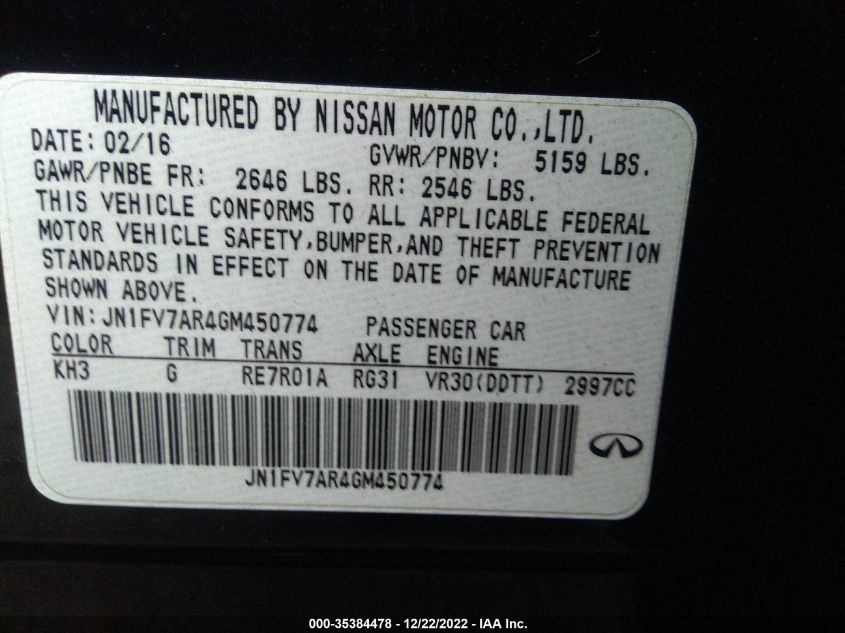 MANUFACTURED BY NISSAN MOTOR CO.,LTD.
DATE: 02/16 GVWR/PNBV: 5159 LBS.
GAWR/PNBE FR: 2646 LBS. RR: 2546 LBS.
THIS VEHICLE CONFORMS TO ALL APPLICABLE FEDERAL
MOTOR VEHICLE SAFETY,BUMPER,AND THEFT PREVENTION
STANDARDS IN EFFECT ON THE DATE OF MANUFACTURE
SHOWN ABOVE.
VIN:JN1FV7AR4GM450774 PASSENGER CAR
COLOR TRIM TRANS AXLE ENGINE
KH3 G RE7R01A RG31 VR30(DDTT) 2997CC
JN1FV7AR4GM450774
000-35384478 - 12/22/2022 - IAA Inc.